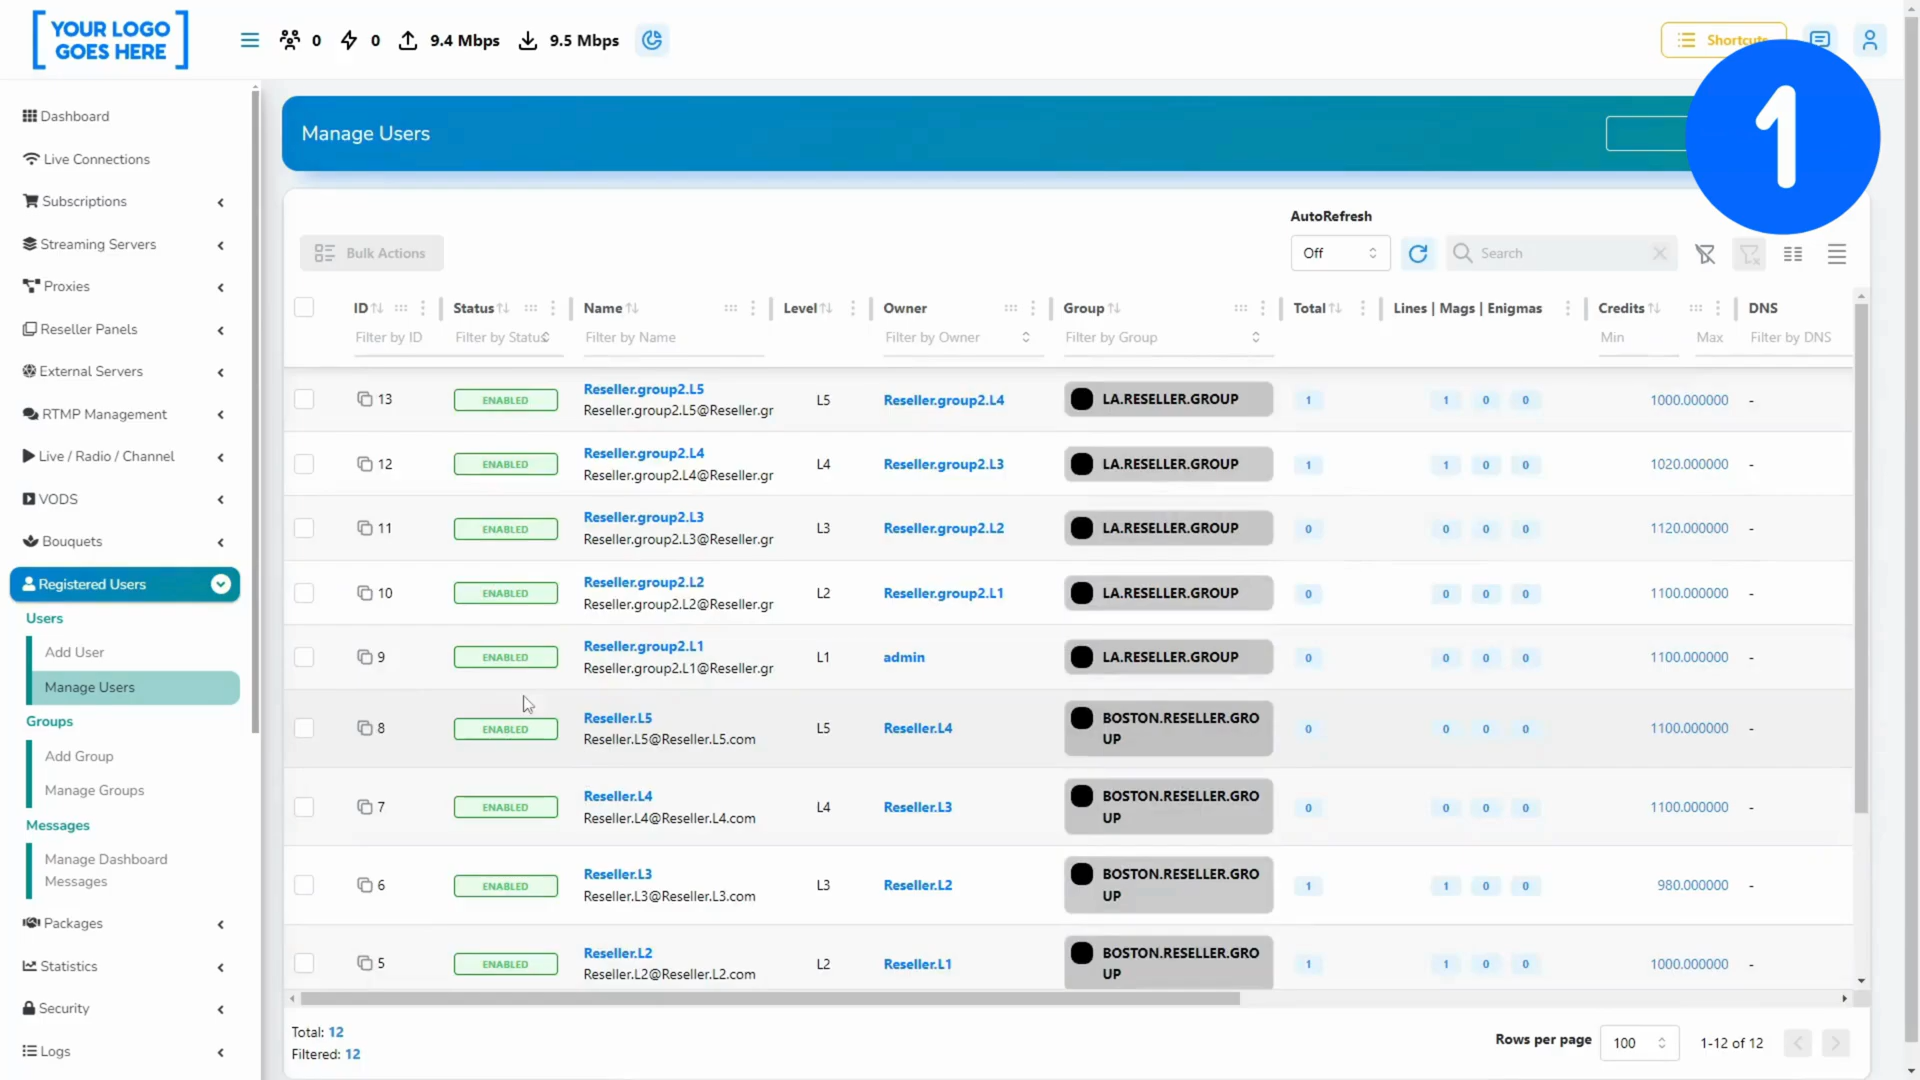 YOUR LOGO
GOES HERE
0
0
9.4 Mbps
9.5 Mbps
1
Dashboard
Live Connections
Subscriptions
Streaming Servers
Proxies
Reseller Panels
External Servers
RTMP Management
Live / Radio / Channel
VODS
Bouquets
Registered Users
Users
Add User
Manage Users
Groups
Add Group
Manage Groups
Messages
Manage Dashboard
Messages
Packages
Statistics
Security
Logs
Manage Users
AutoRefresh
Bulk Actions
Off
Search
ID Status Name Level Owner Group Total Lines | Mags | Enigmas Credits DNS
Filter by ID Filter by Status Filter by Name Filter by Owner Filter by Group Min Max Filter by DNS
13 ENABLED Reseller.group2.L5 L5 Reseller.group2.L4 LA.RESELLER.GROUP 1 1 0 0 1000.000000 -
Reseller.group2.L5@Reseller.gr
12 ENABLED Reseller.group2.L4 L4 Reseller.group2.L3 LA.RESELLER.GROUP 1 1 0 0 1020.000000 -
Reseller.group2.L4@Reseller.gr
11 ENABLED Reseller.group2.L3 L3 Reseller.group2.L2 LA.RESELLER.GROUP 0 0 0 0 1120.000000 -
Reseller.group2.L3@Reseller.gr
10 ENABLED Reseller.group2.L2 L2 Reseller.group2.L1 LA.RESELLER.GROUP 0 0 0 0 1100.000000 -
Reseller.group2.L2@Reseller.gr
9 ENABLED Reseller.group2.L1 L1 admin LA.RESELLER.GROUP 0 0 0 0 1100.000000 -
Reseller.group2.L1@Reseller.gr
8 ENABLED Reseller.L5 L5 Reseller.L4 BOSTON.RESELLER.GRO 0 0 0 0 1100.000000 -
Reseller.L5@Reseller.L5.com UP
7 ENABLED Reseller.L4 L4 Reseller.L3 BOSTON.RESELLER.GRO 0 0 0 0 1100.000000 -
Reseller.L4@Reseller.L4.com UP
6 ENABLED Reseller.L3 L3 Reseller.L2 BOSTON.RESELLER.GRO 1 1 0 0 980.000000 -
Reseller.L3@Reseller.L3.com UP
5 ENABLED Reseller.L2 L2 Reseller.L1 BOSTON.RESELLER.GRO 1 1 0 0 1000.000000 -
Reseller.L2@Reseller.L2.com UP
Total: 12
Filtered: 12
Rows per page 100 1-12 of 12